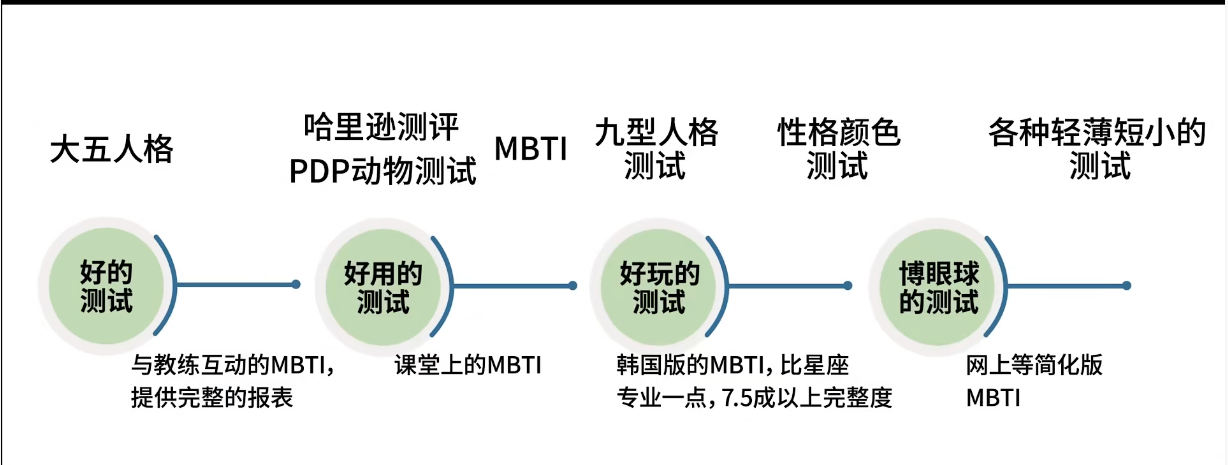 大五人格
哈里逊测评
PDP动物测试
MBTI
九型人格
测试
性格颜色
测试
各种轻薄短小的
测试
好的
测试
好用的
测试
好玩的
测试
博眼球
的测试
与教练互动的MBTI，
提供完整的报表
课堂上的MBTI
韩国版的MBTI，比星座
专业一点，7.5成以上完整度
网上等简化版
MBTI